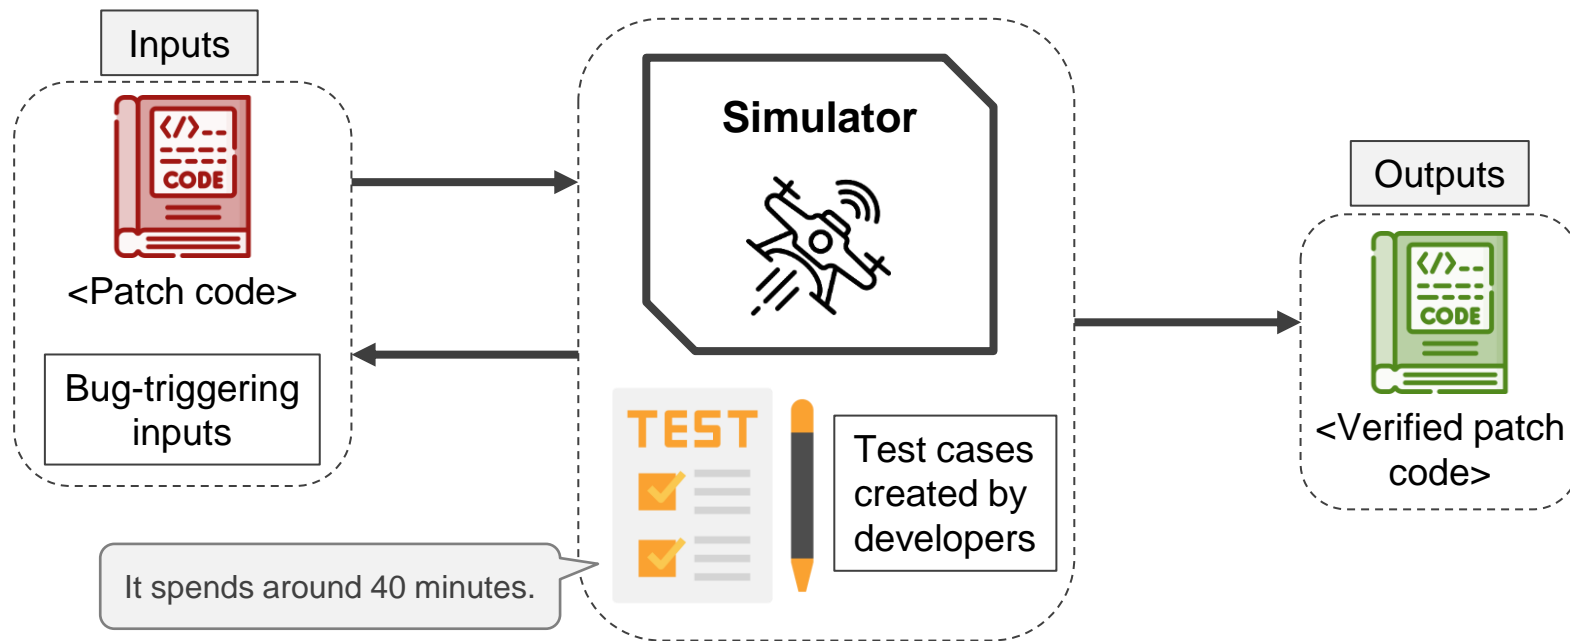 Inputs
</>
CODE
<Patch code>
Bug-triggering
inputs
Simulator
TEST
Test cases
created by
developers
It spends around 40 minutes.
Outputs
</>
CODE
<Verified patch
code>